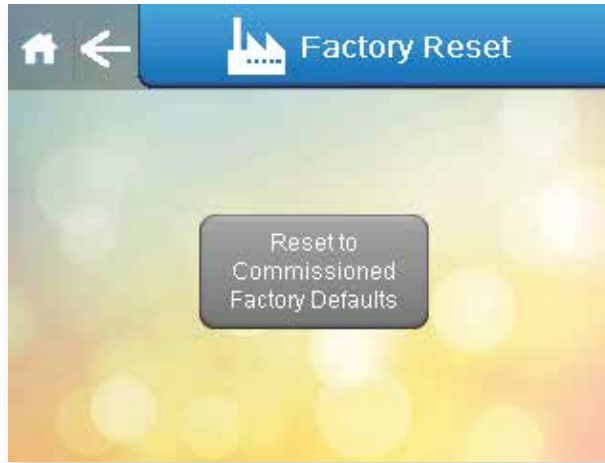 Factory Reset
Reset to
Commissioned
Factory Defaults